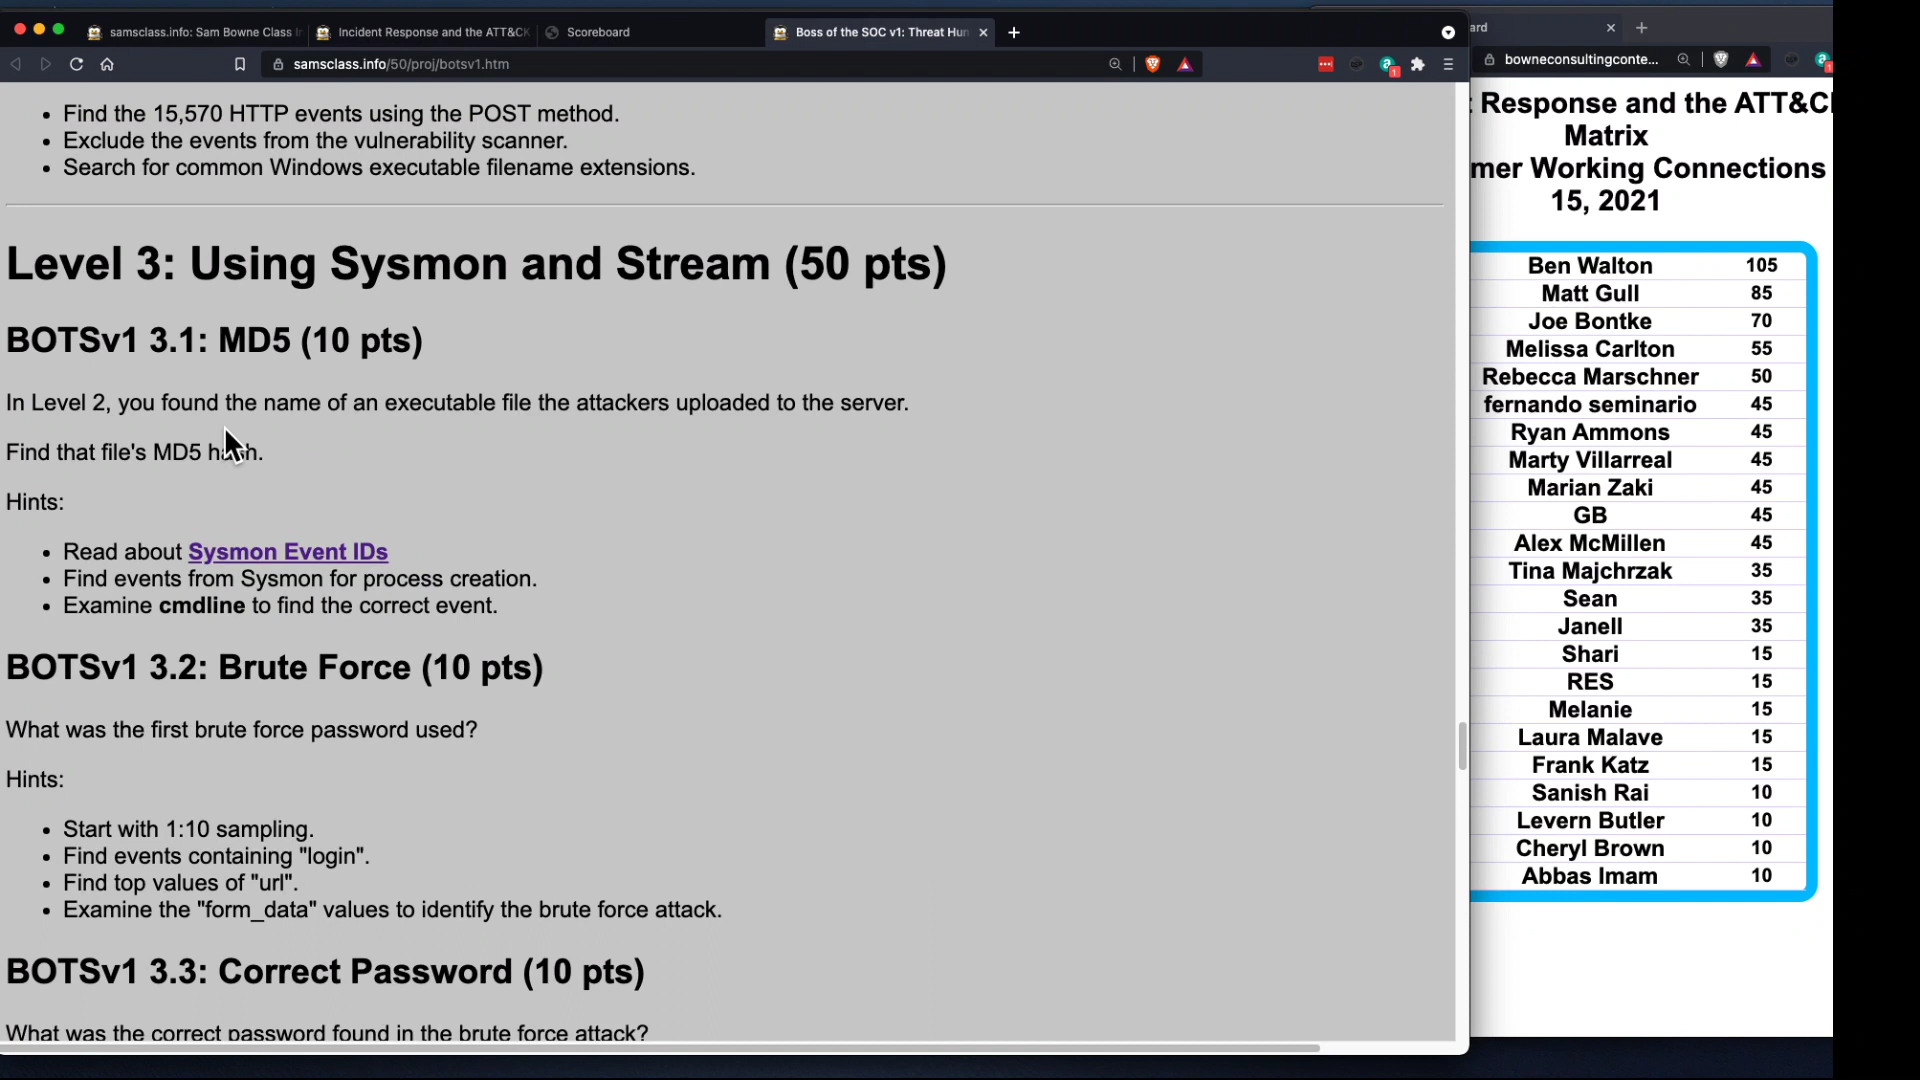 samsclass.info: Sam Bowne Class I
Incident Response and the ATT&CK
Scoreboard
Boss of the SOC v1: Threat Hun
samsclass.info/50/proj/botsv1.htm
1
• Find the 15,570 HTTP events using the POST method.
• Exclude the events from the vulnerability scanner.
• Search for common Windows executable filename extensions.
Level 3: Using Sysmon and Stream (50 pts)
BOTSv1 3.1: MD5 (10 pts)
In Level 2, you found the name of an executable file the attackers uploaded to the server.
Find that file's MD5 hash.
Hints:
• Read about Sysmon Event IDs
• Find events from Sysmon for process creation.
• Examine cmdline to find the correct event.
BOTSv1 3.2: Brute Force (10 pts)
What was the first brute force password used?
Hints:
• Start with 1:10 sampling.
• Find events containing "login".
• Find top values of "url".
• Examine the "form_data" values to identify the brute force attack.
BOTSv1 3.3: Correct Password (10 pts)
What was the correct password found in the brute force attack?
ard
bowneconsultingconte...
1
: Response and the ATT&C
Matrix
mer Working Connections
15, 2021
Ben Walton 105
Matt Gull 85
Joe Bontke 70
Melissa Carlton 55
Rebecca Marschner 50
fernando seminario 45
Ryan Ammons 45
Marty Villarreal 45
Marian Zaki 45
GB 45
Alex McMillen 45
Tina Majchrzak 35
Sean 35
Janell 35
Shari 15
RES 15
Melanie 15
Laura Malave 15
Frank Katz 15
Sanish Rai 10
Levern Butler 10
Cheryl Brown 10
Abbas Imam 10